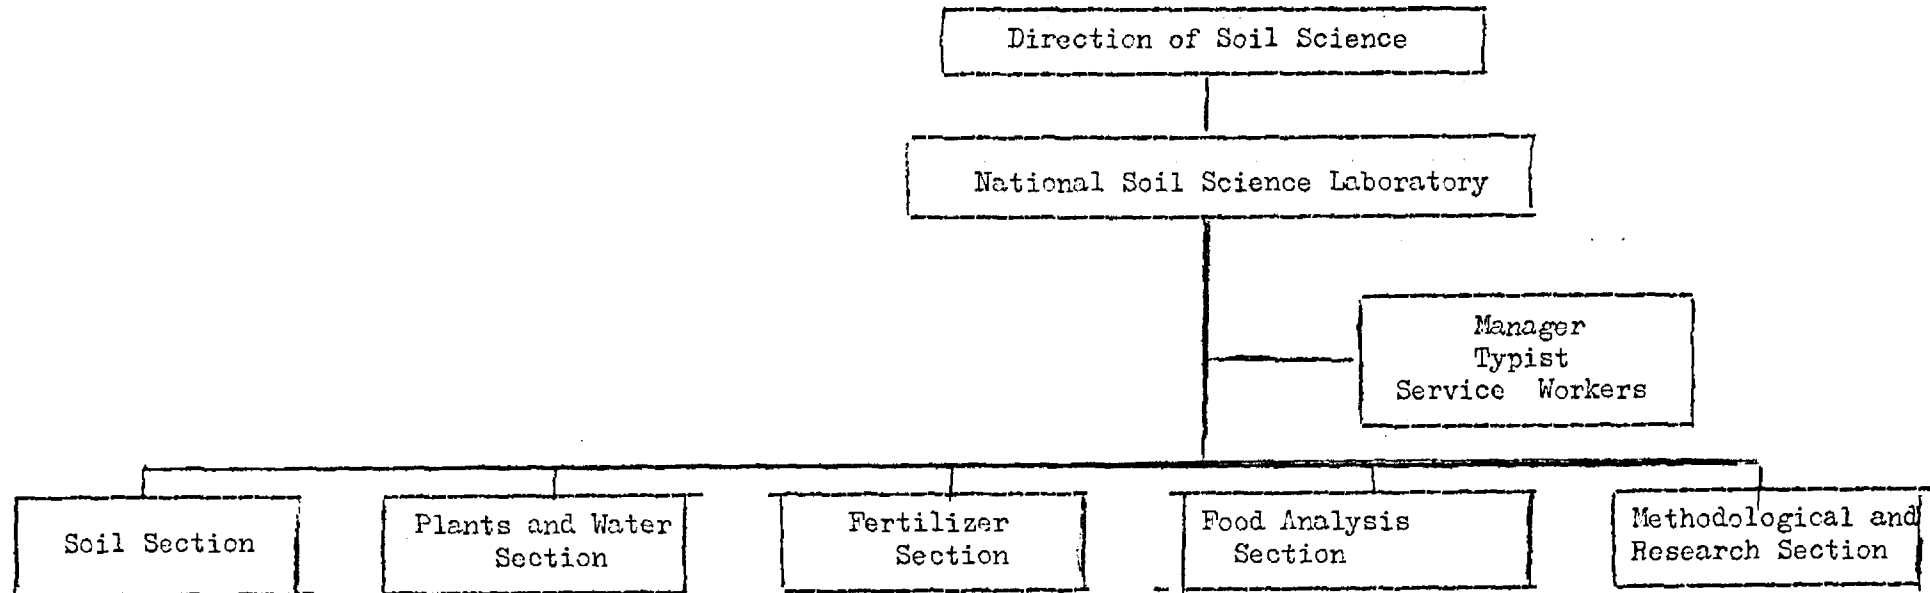 Direction of Soil Science
National Soil Science Laboratory
Manager
Typist
Service Workers
Soil Section
Plants and Water
Section
Fertilizer
Section
Food Analysis
Section
Methodological and
Research Section